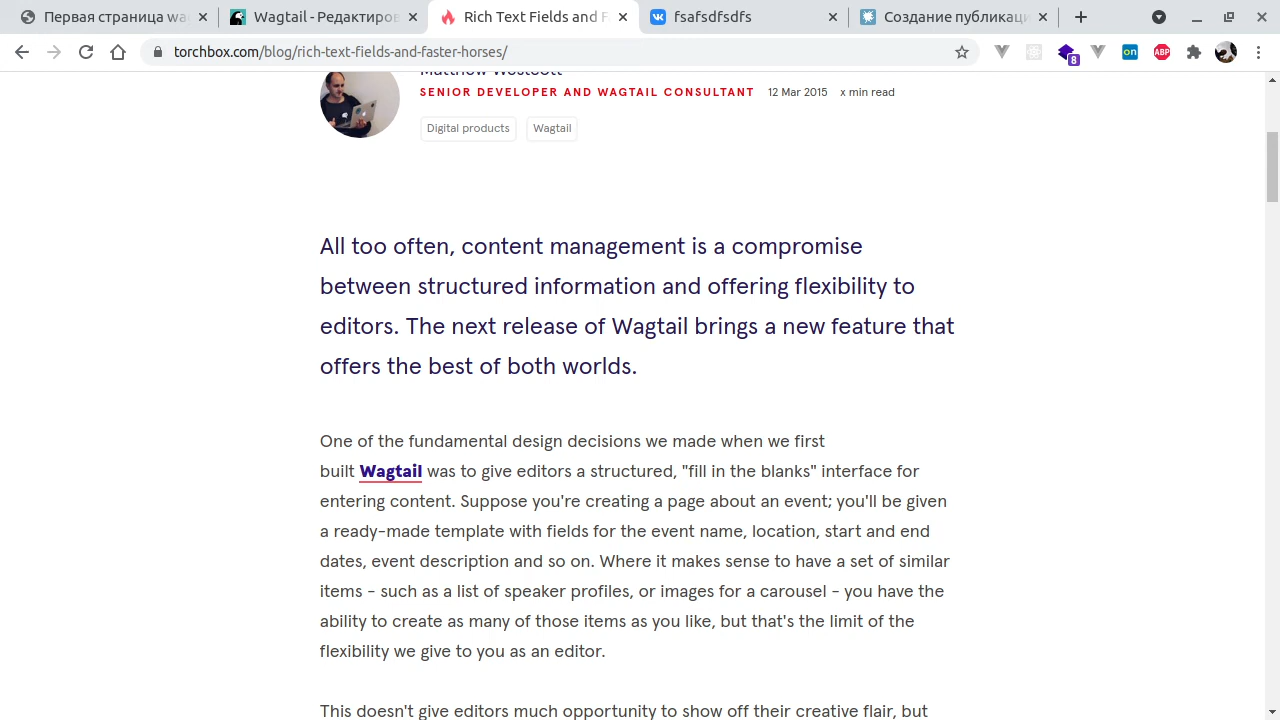 Первая страница wa
Wagtail - Редактиров
Rich Text Fields and F
fsafsdfsdfs
Создание публикаци
torchbox.com/blog/rich-text-fields-and-faster-horses/
8
on
ABP
Matthew Westcott
SENIOR DEVELOPER AND WAGTAIL CONSULTANT 12 Mar 2015 x min read
Digital products Wagtail
All too often, content management is a compromise
between structured information and offering flexibility to
editors. The next release of Wagtail brings a new feature that
offers the best of both worlds.
One of the fundamental design decisions we made when we first
built Wagtail was to give editors a structured, "fill in the blanks" interface for
entering content. Suppose you're creating a page about an event; you'll be given
a ready-made template with fields for the event name, location, start and end
dates, event description and so on. Where it makes sense to have a set of similar
items - such as a list of speaker profiles, or images for a carousel - you have the
ability to create as many of those items as you like, but that's the limit of the
flexibility we give to you as an editor.
This doesn't give editors much opportunity to show off their creative flair, but